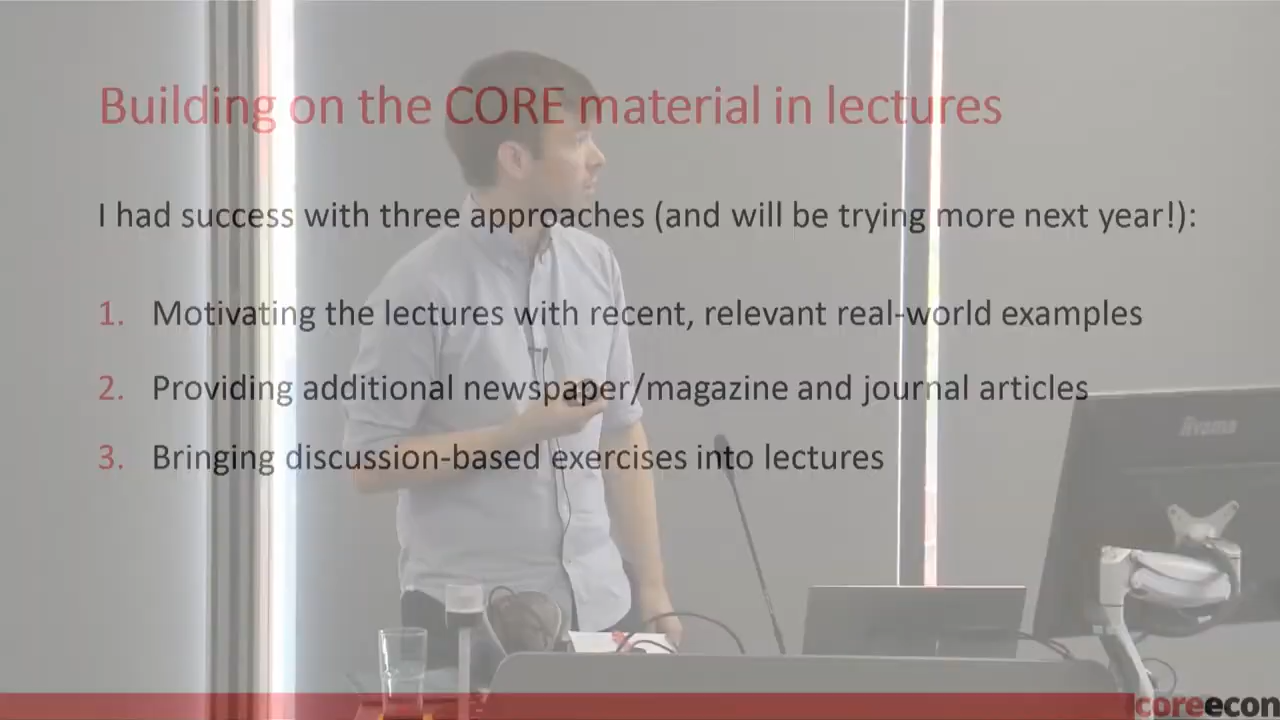 Building on the CORE material in lectures
I had success with three approaches (and will be trying more next year!):
1. Motivating the lectures with recent, relevant real-world examples
2. Providing additional newspaper/magazine and journal articles
3. Bringing discussion-based exercises into lectures
iiyama
coreecon